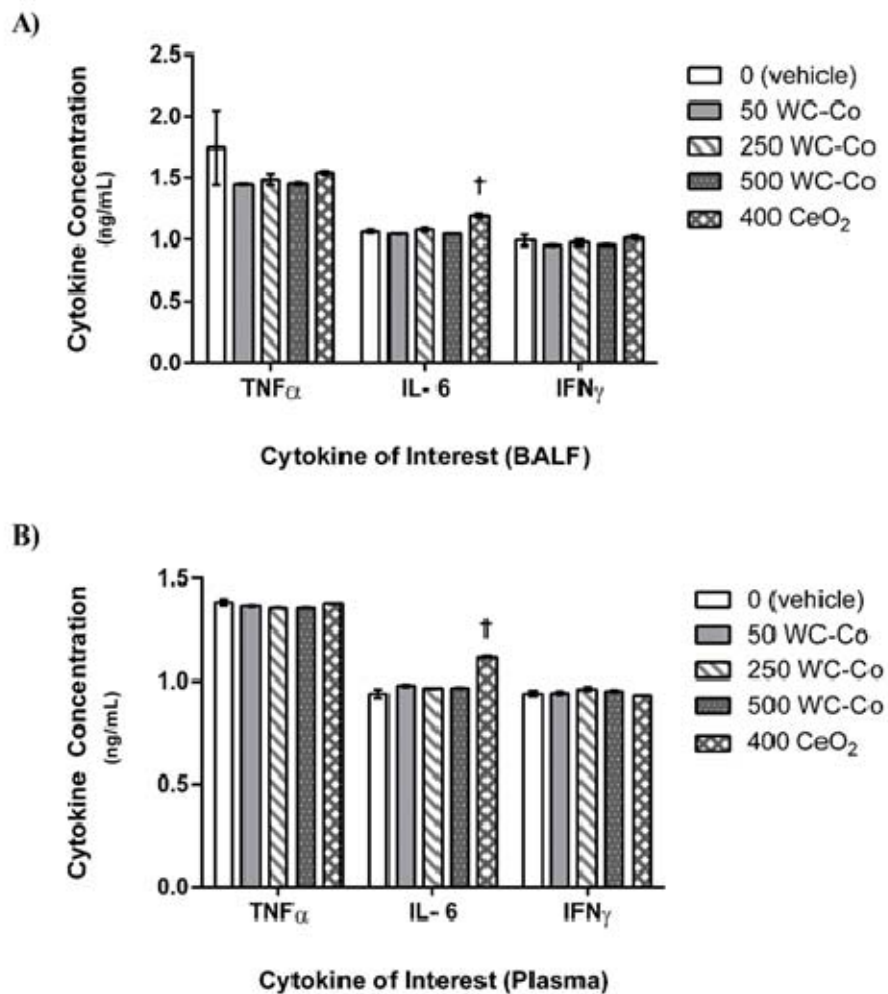 A)
Cytokine Concentration
(ng/mL)
2.5
2.0
1.5
1.0
0.5
0.0
†
TNFα
IL- 6
IFNγ
Cytokine of Interest (BALF)
0 (vehicle)
50 WC-Co
250 WC-Co
500 WC-Co
400 CeO₂
B)
Cytokine Concentration
(ng/mL)
1.5
1.0
0.5
0.0
†
TNFα
IL- 6
IFNγ
Cytokine of Interest (Plasma)
0 (vehicle)
50 WC-Co
250 WC-Co
500 WC-Co
400 CeO₂